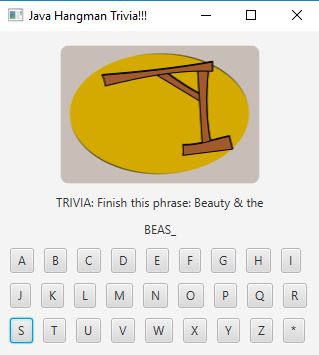 Java Hangman Trivia!!!
TRIVIA: Finish this phrase: Beauty & the
BEAS_
A B C D E F G H I
J K L M N O P Q R
S T U V W X Y Z *